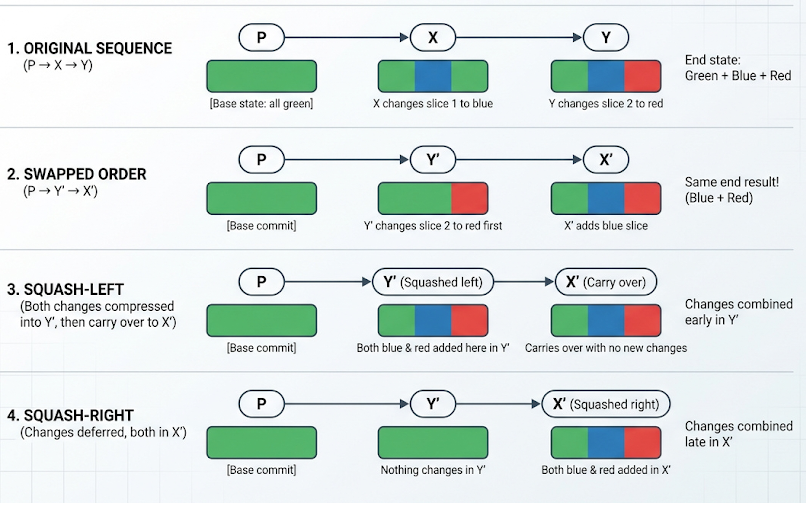 1. ORIGINAL SEQUENCE
(P → X → Y)
P
X
Y
[Base state: all green]
X changes slice 1 to blue
Y changes slice 2 to red
End state:
Green + Blue + Red
2. SWAPPED ORDER
(P → Y′ → X′)
P
Y′
X′
[Base commit]
Y′ changes slice 2 to red first
X′ adds blue slice
Same end result!
(Blue + Red)
3. SQUASH-LEFT
(Both changes compressed
into Y′, then carry over to X′)
P
Y′ (Squashed left)
X′ (Carry over)
[Base commit]
Both blue & red added here in Y′
Carries over with no new changes
Changes combined
early in Y′
4. SQUASH-RIGHT
(Changes deferred, both in X′)
P
Y′
X′ (Squashed right)
[Base commit]
Nothing changes in Y′
Both blue & red added in X′
Changes combined
late in X′